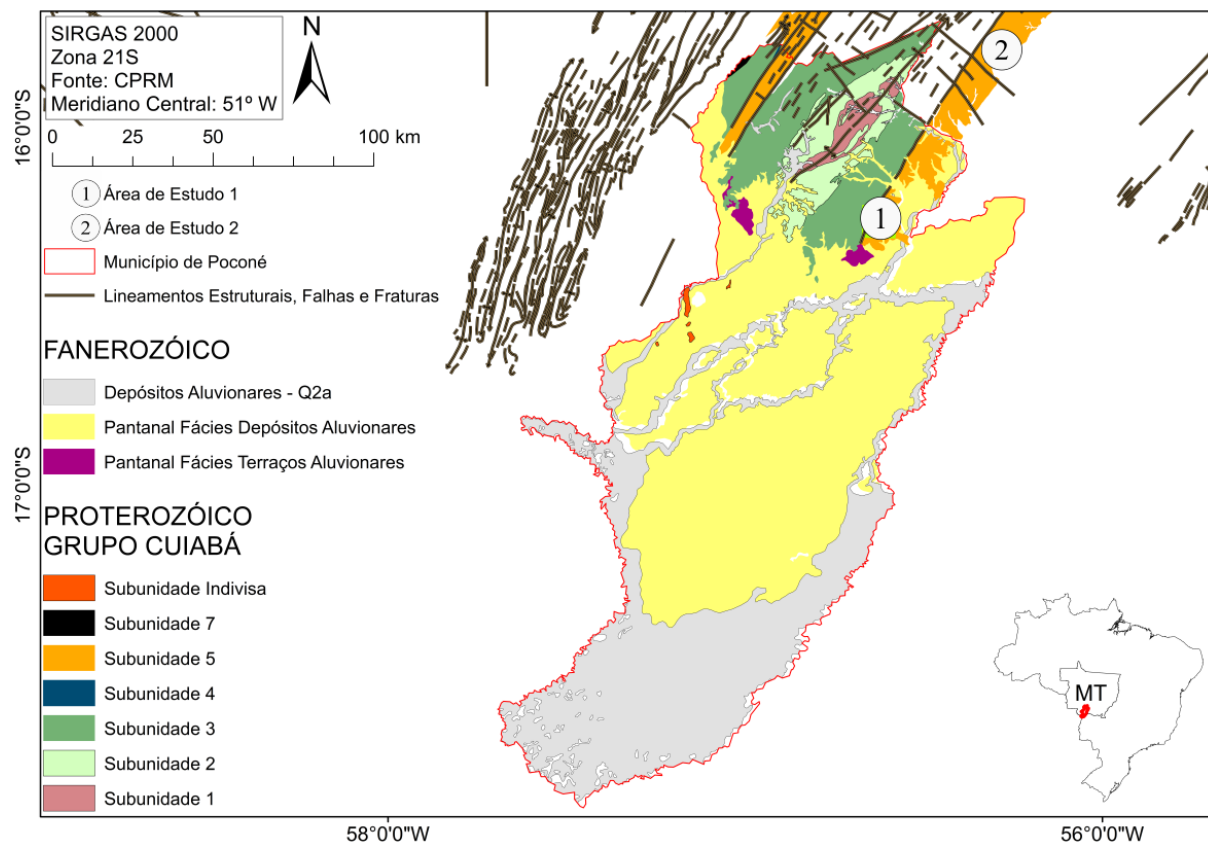 SIRGAS 2000
Zona 21S
Fonte: CPRM
Meridiano Central: 51º W
N
0 25 50 100 km
1 Área de Estudo 1
2 Área de Estudo 2
Município de Poconé
Lineamentos Estruturais, Falhas e Fraturas
FANEROZÓICO
Depósitos Aluvionares - Q2a
Pantanal Fácies Depósitos Aluvionares
Pantanal Fácies Terraços Aluvionares
PROTEROZÓICO
GRUPO CUIABÁ
Subunidade Indivisa
Subunidade 7
Subunidade 5
Subunidade 4
Subunidade 3
Subunidade 2
Subunidade 1
16°0'0"S
17°0'0"S
2
1
MT
58°0'0"W
56°0'0"W